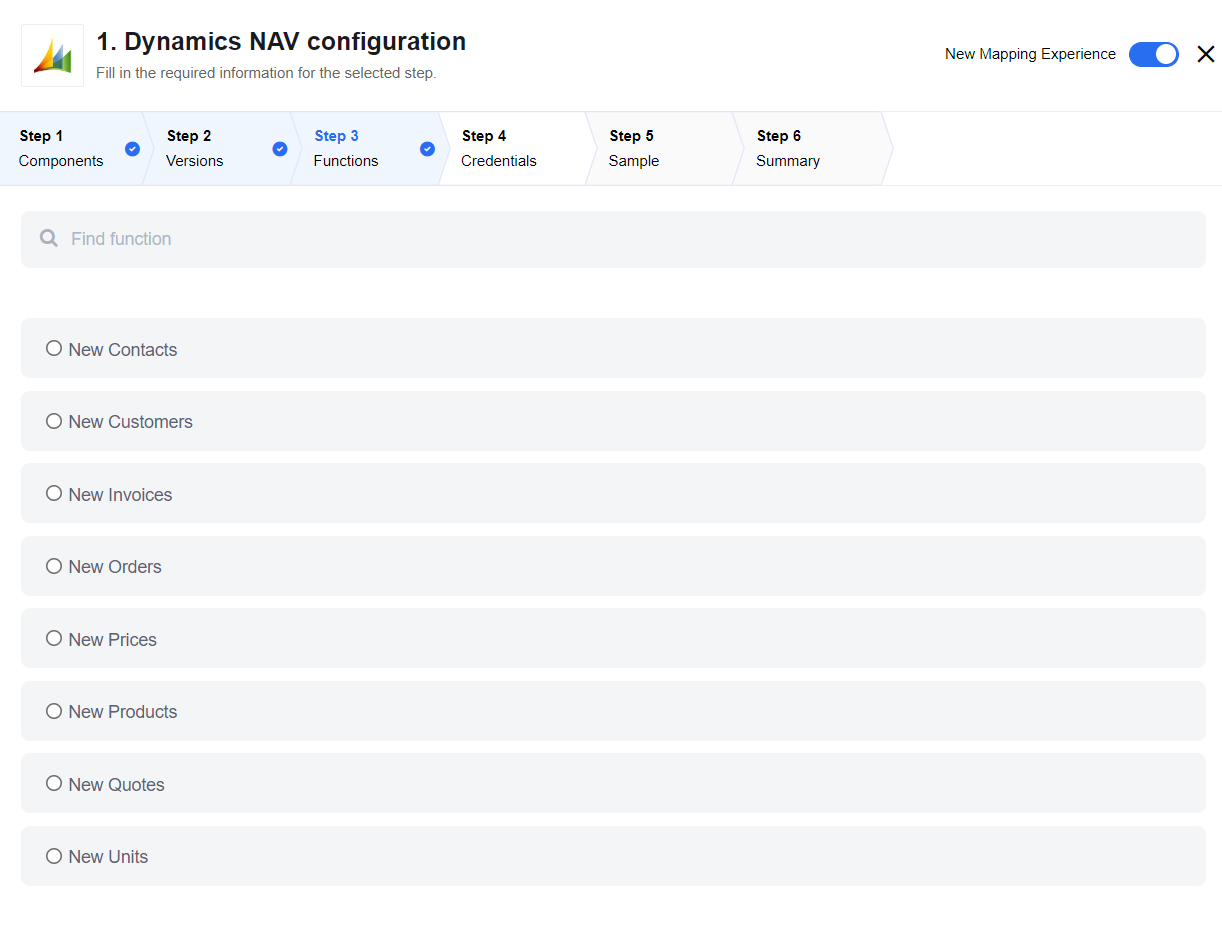 1. Dynamics NAV configuration
Fill in the required information for the selected step.
New Mapping Experience
Step 1
Components
Step 2
Versions
Step 3
Functions
Step 4
Credentials
Step 5
Sample
Step 6
Summary
Find function
New Contacts
New Customers
New Invoices
New Orders
New Prices
New Products
New Quotes
New Units